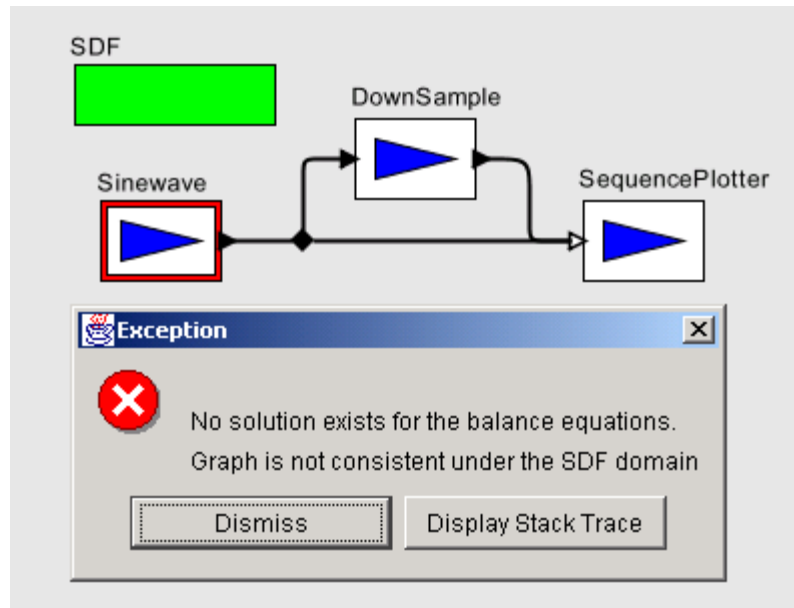 SDF
DownSample
Sinewave
SequencePlotter
Exception
No solution exists for the balance equations.
Graph is not consistent under the SDF domain
Dismiss
Display Stack Trace